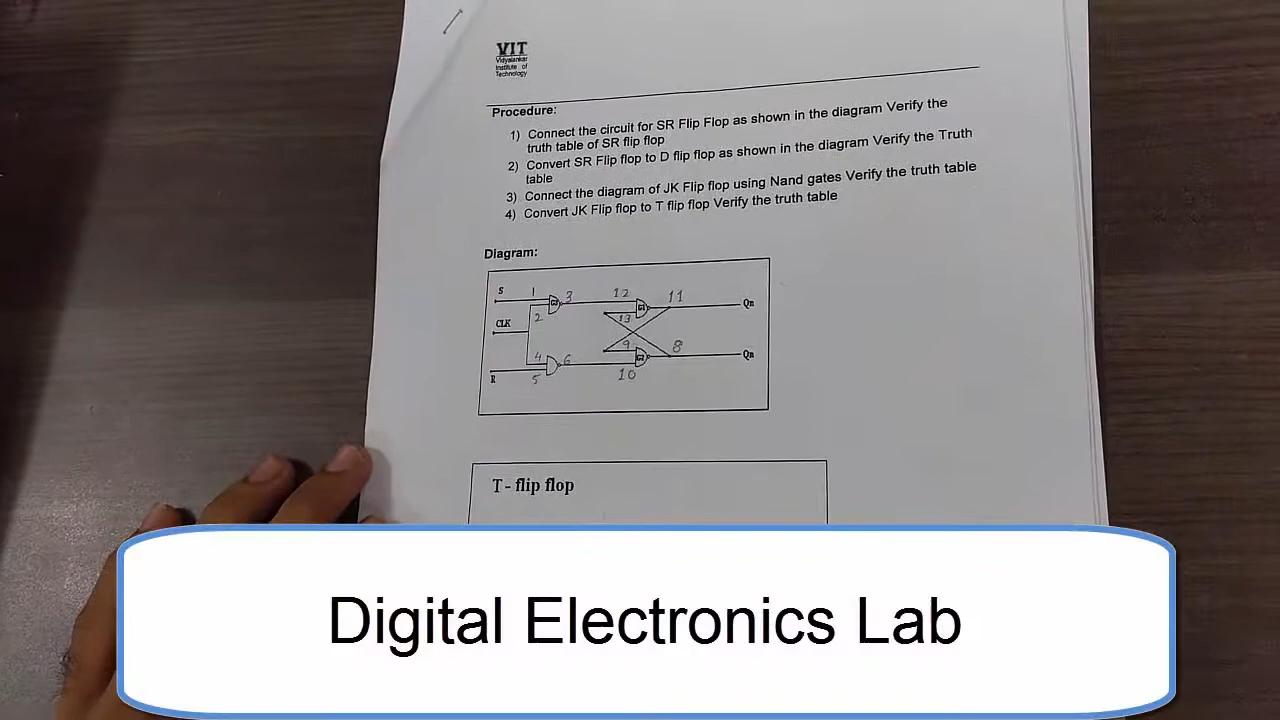 VIT
Vidyalankar
Institute of
Technology
Procedure:
1) Connect the circuit for SR Flip Flop as shown in the diagram Verify the
truth table of SR flip flop
2) Convert SR Flip flop to D flip flop as shown in the diagram Verify the Truth
table
3) Connect the diagram of JK Flip flop using Nand gates Verify the truth table
4) Convert JK Flip flop to T flip flop Verify the truth table
Diagram:
S 1 3 12 11 Qn
2 13
CLK
9 8 Qn
4 6
R 5 10
T - flip flop
Digital Electronics Lab